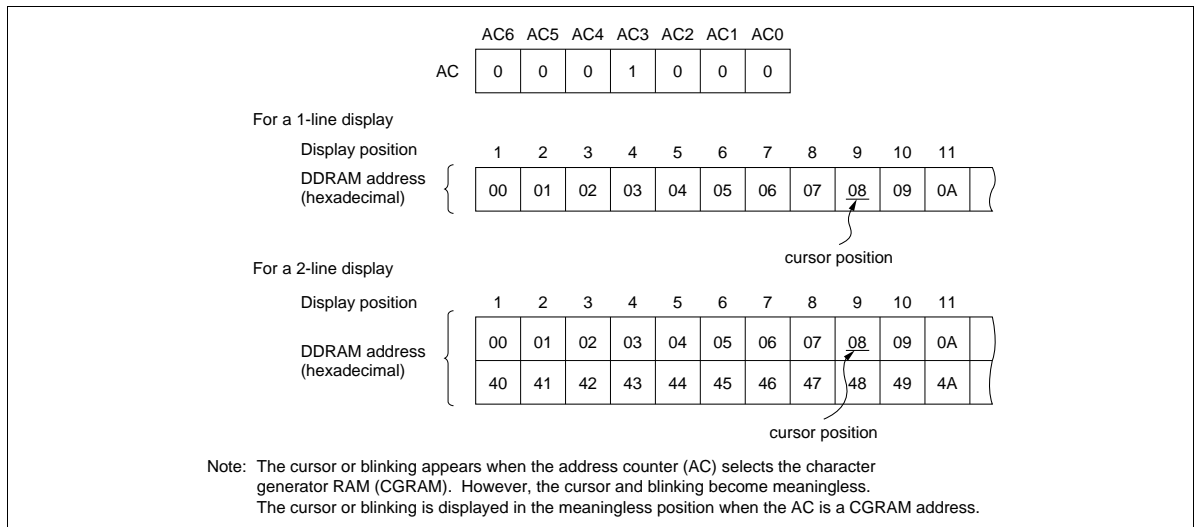 AC6 AC5 AC4 AC3 AC2 AC1 AC0
AC 0 0 0 1 0 0 0
For a 1-line display
Display position 1 2 3 4 5 6 7 8 9 10 11
DDRAM address
(hexadecimal)
00 01 02 03 04 05 06 07 08 09 0A
cursor position
For a 2-line display
Display position 1 2 3 4 5 6 7 8 9 10 11
DDRAM address
(hexadecimal)
00 01 02 03 04 05 06 07 08 09 0A
40 41 42 43 44 45 46 47 48 49 4A
cursor position
Note: The cursor or blinking appears when the address counter (AC) selects the character
generator RAM (CGRAM). However, the cursor and blinking become meaningless.
The cursor or blinking is displayed in the meaningless position when the AC is a CGRAM address.